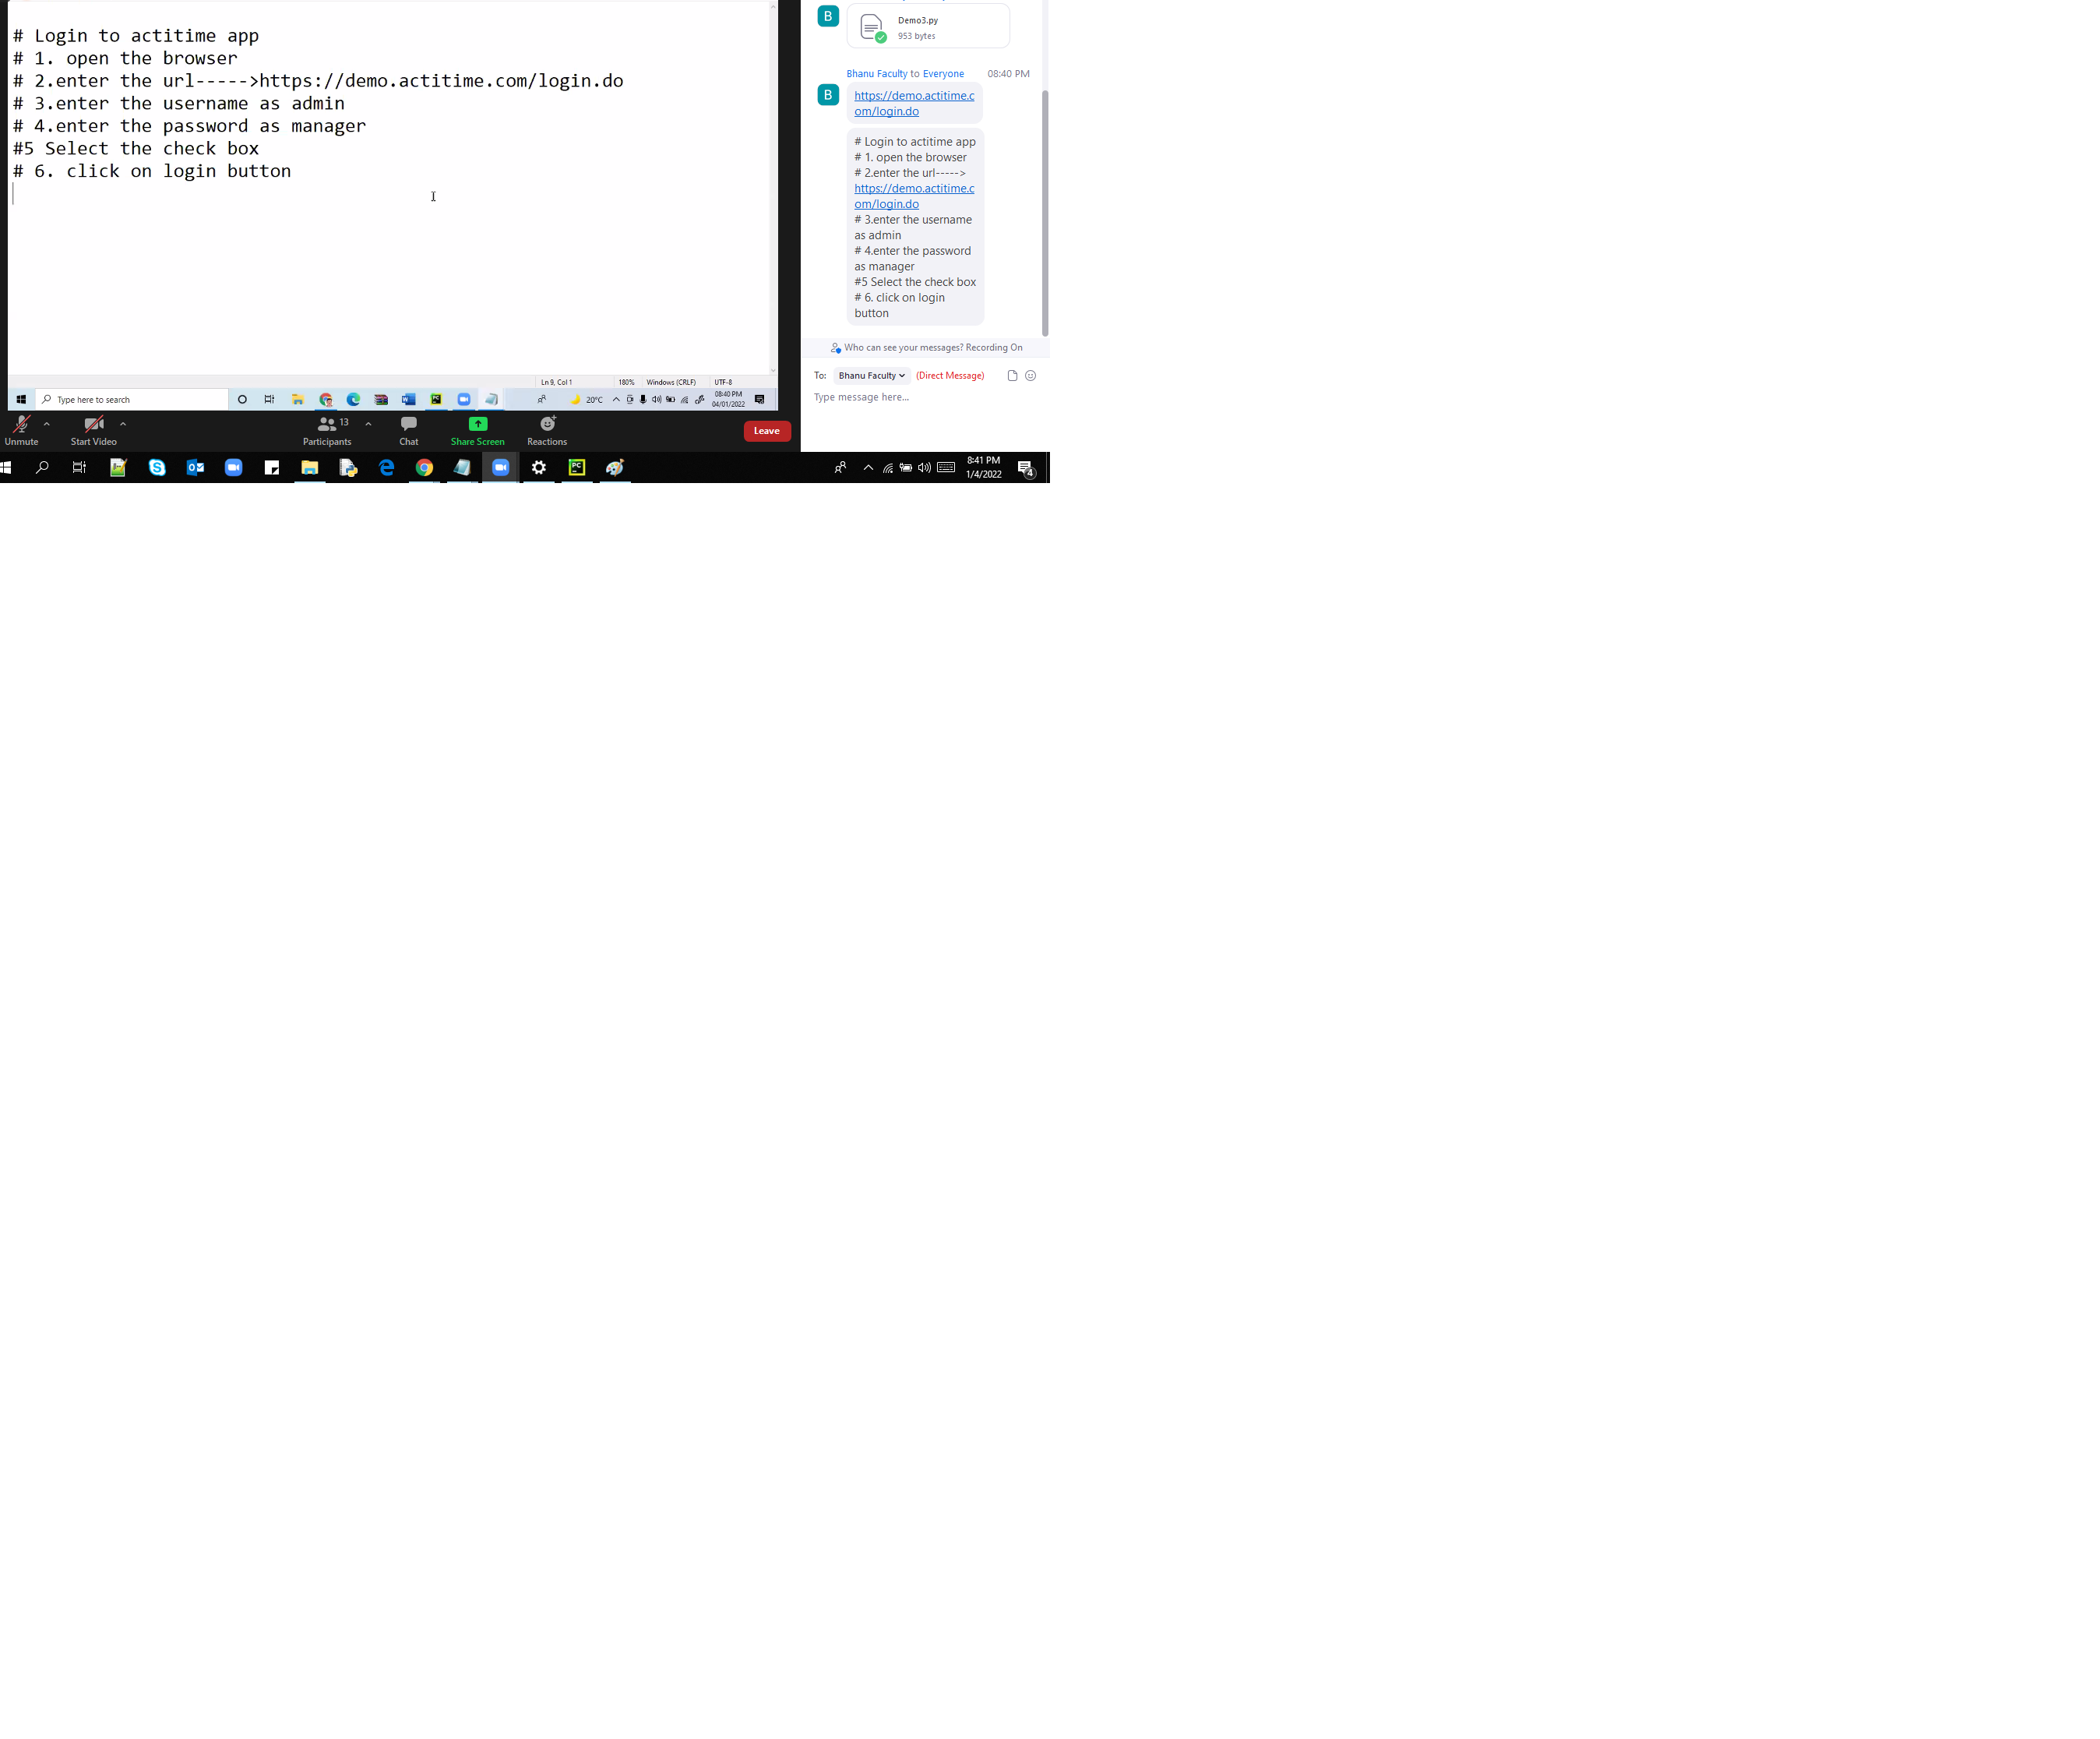 # Login to actitime app
# 1. open the browser
# 2.enter the url----->https://demo.actitime.com/login.do
# 3.enter the username as admin
# 4.enter the password as manager
#5 Select the check box
# 6. click on login button
Ln 9, Col 1
180%
Windows (CRLF)
UTF-8
Type here to search
20°C
08:40 PM
04/01/2022
Unmute
Start Video
13
Participants
Chat
Share Screen
Reactions
Leave
B
Demo3.py
953 bytes
Bhanu Faculty to Everyone
08:40 PM
B
https://demo.actitime.c
om/login.do
# Login to actitime app
# 1. open the browser
# 2.enter the url----->
https://demo.actitime.c
om/login.do
# 3.enter the username
as admin
# 4.enter the password
as manager
#5 Select the check box
# 6. click on login
button
Who can see your messages? Recording On
To:
Bhanu Faculty
(Direct Message)
Type message here...
8:41 PM
1/4/2022
4